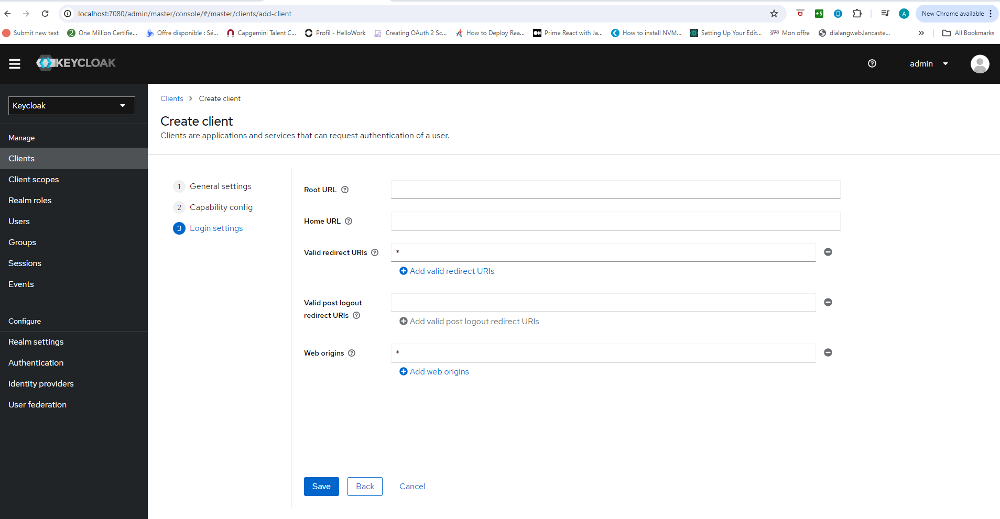 localhost:7080/admin/master/console/#/master/clients/add-client
New Chrome available
Submit new text
One Million Certifie...
Offre disponible : Sé...
Capgemini Talent C...
Profil - HelloWork
Creating OAuth 2 Sc...
How to Deploy Rea...
Prime React with Ja...
How to install NVM...
Setting Up Your Edit...
Mon offre
dialangweb.lancaste...
All Bookmarks
KEYCLOAK
admin
Keycloak
Manage
Clients
Client scopes
Realm roles
Users
Groups
Sessions
Events
Configure
Realm settings
Authentication
Identity providers
User federation
Clients > Create client
Create client
Clients are applications and services that can request authentication of a user.
1 General settings
2 Capability config
3 Login settings
Root URL
Home URL
Valid redirect URIs
*
Add valid redirect URIs
Valid post logout
redirect URIs
Add valid post logout redirect URIs
Web origins
*
Add web origins
Save
Back
Cancel